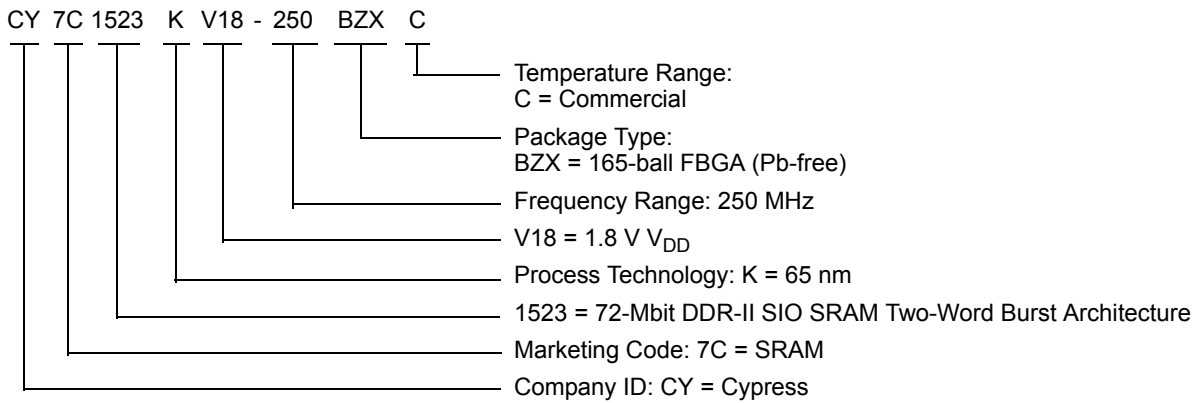 CY 7C 1523 K V18 - 250 BZX C
Temperature Range:
C = Commercial
Package Type:
BZX = 165-ball FBGA (Pb-free)
Frequency Range: 250 MHz
V18 = 1.8 V VDD
Process Technology: K = 65 nm
1523 = 72-Mbit DDR-II SIO SRAM Two-Word Burst Architecture
Marketing Code: 7C = SRAM
Company ID: CY = Cypress